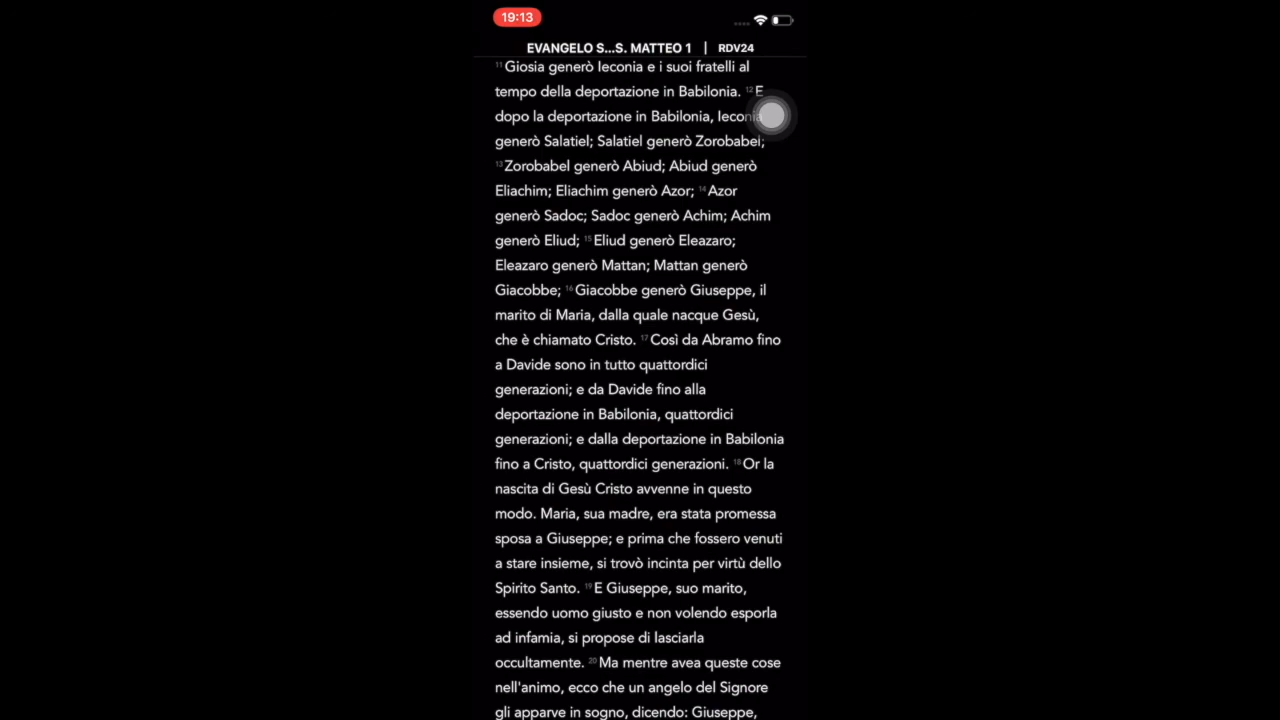 19:13
EVANGELO S...S. MATTEO 1 | RDV24
11 Giosia generò Ieconia e i suoi fratelli al
tempo della deportazione in Babilonia. 12 E
dopo la deportazione in Babilonia, Ieconia
generò Salatiel; Salatiel generò Zorobabel;
13 Zorobabel generò Abiud; Abiud generò
Eliachim; Eliachim generò Azor; 14 Azor
generò Sadoc; Sadoc generò Achim; Achim
generò Eliud; 15 Eliud generò Eleazaro;
Eleazaro generò Mattan; Mattan generò
Giacobbe; 16 Giacobbe generò Giuseppe, il
marito di Maria, dalla quale nacque Gesù,
che è chiamato Cristo. 17 Così da Abramo fino
a Davide sono in tutto quattordici
generazioni; e da Davide fino alla
deportazione in Babilonia, quattordici
generazioni; e dalla deportazione in Babilonia
fino a Cristo, quattordici generazioni. 18 Or la
nascita di Gesù Cristo avvenne in questo
modo. Maria, sua madre, era stata promessa
sposa a Giuseppe; e prima che fossero venuti
a stare insieme, si trovò incinta per virtù dello
Spirito Santo. 19 E Giuseppe, suo marito,
essendo uomo giusto e non volendo esporla
ad infamia, si propose di lasciarla
occultamente. 20 Ma mentre avea queste cose
nell'animo, ecco che un angelo del Signore
gli apparve in sogno, dicendo: Giuseppe,